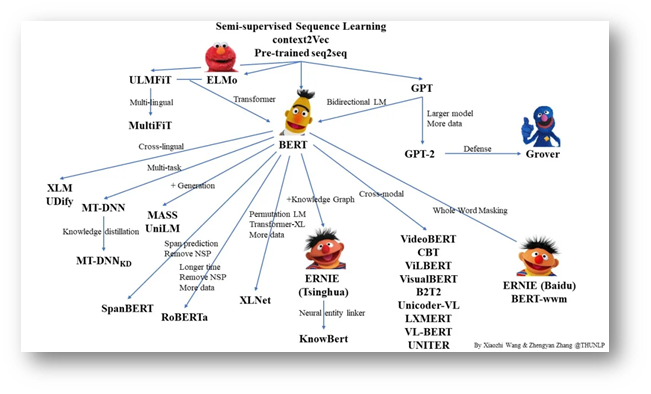 Semi-supervised Sequence Learning
context2Vec
Pre-trained seq2seq
ULMFiT
ELMo
GPT
Multi-lingual
Transformer
Bidirectional LM
Larger model
More data
MultiFiT
BERT
GPT-2
Defense
Grover
Cross-lingual
Multi-task
+ Generation
+Knowledge Graph
Cross-modal
Whole Word Masking
XLM
UDify
MT-DNN
MASS
UniLM
Permutation LM
Transformer-XL
More data
Knowledge distillation
Span prediction
Remove NSP
VideoBERT
CBT
ViLBERT
VisualBERT
B2T2
Unicoder-VL
LXMERT
VL-BERT
UNITER
MT-DNNKD
Longer time
Remove NSP
More data
ERNIE
(Tsinghua)
ERNIE (Baidu)
BERT-wwm
SpanBERT
RoBERTa
XLNet
Neural entity linker
KnowBert
By Xiaozhi Wang & Zhengyan Zhang @THUNLP